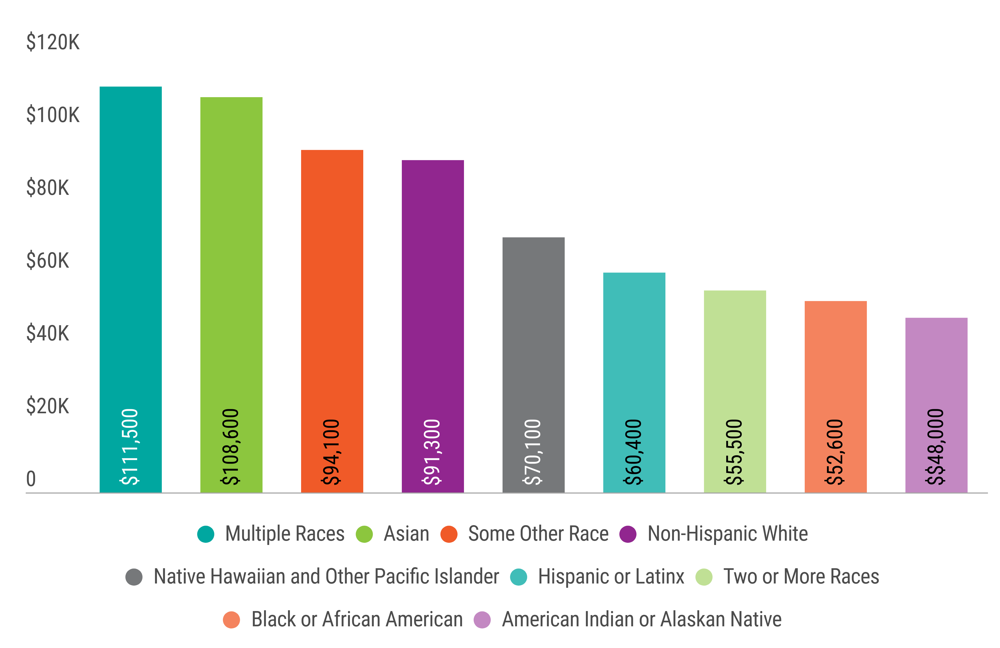 $120K
$100K
$80K
$60K
$40K
$20K
0
$111,500
$108,600
$94,100
$91,300
$70,100
$60,400
$55,500
$52,600
$$48,000
Multiple Races Asian Some Other Race Non-Hispanic White
Native Hawaiian and Other Pacific Islander Hispanic or Latinx Two or More Races
Black or African American American Indian or Alaskan Native